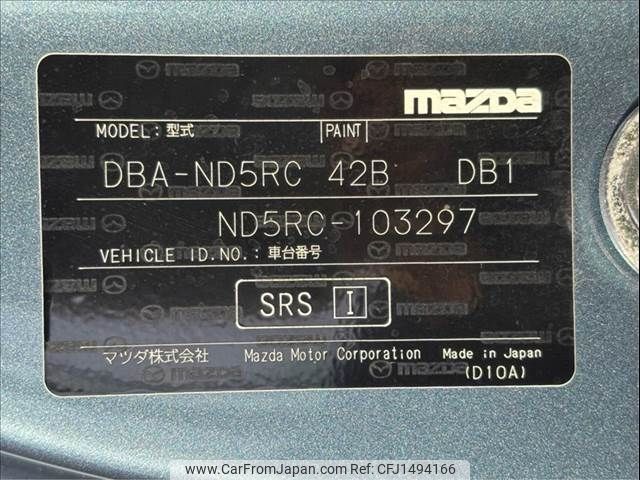 mazda
MODEL : 型式 PAINT
DBA-ND5RC 42B DB1
ND5RC-103297
VEHICLE ID.NO. : 車台番号
SRS I
マツダ株式会社 Mazda Motor Corporation Made in Japan
(D10A)
www.CarFromJapan.com - CFJ1494166